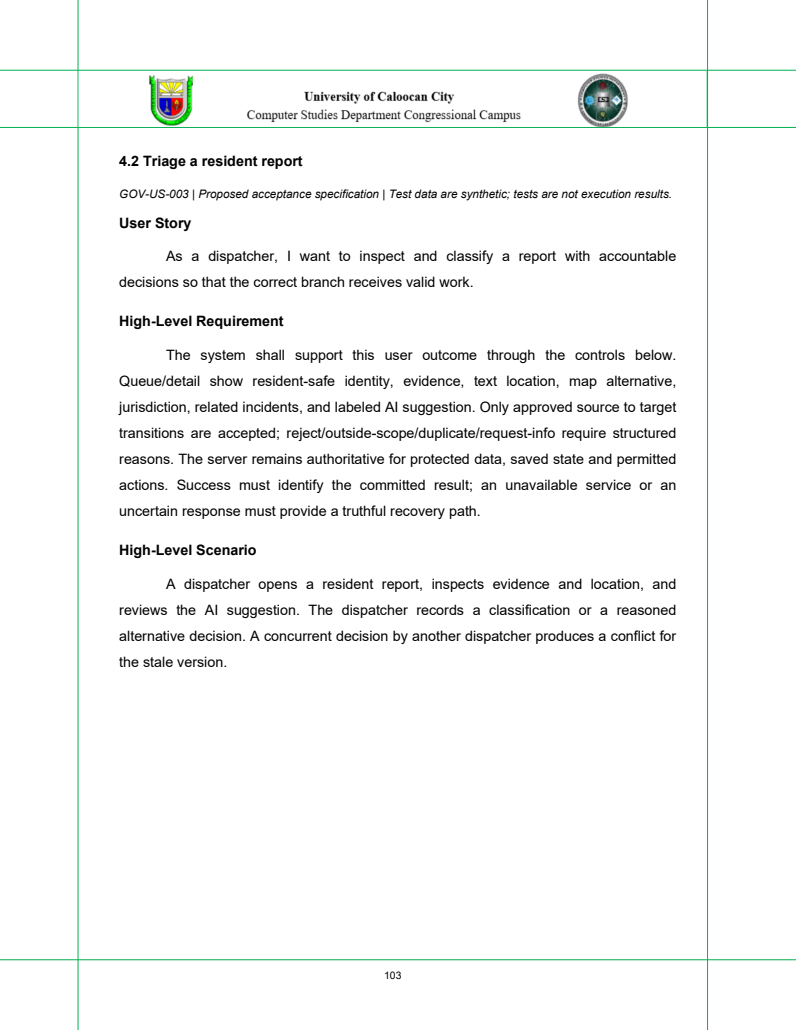 University of Caloocan City
Computer Studies Department Congressional Campus
4.2 Triage a resident report
GOV-US-003 | Proposed acceptance specification | Test data are synthetic; tests are not execution results.
User Story
As a dispatcher, I want to inspect and classify a report with accountable
decisions so that the correct branch receives valid work.
High-Level Requirement
The system shall support this user outcome through the controls below.
Queue/detail show resident-safe identity, evidence, text location, map alternative,
jurisdiction, related incidents, and labeled AI suggestion. Only approved source to target
transitions are accepted; reject/outside-scope/duplicate/request-info require structured
reasons. The server remains authoritative for protected data, saved state and permitted
actions. Success must identify the committed result; an unavailable service or an
uncertain response must provide a truthful recovery path.
High-Level Scenario
A dispatcher opens a resident report, inspects evidence and location, and
reviews the AI suggestion. The dispatcher records a classification or a reasoned
alternative decision. A concurrent decision by another dispatcher produces a conflict for
the stale version.
103